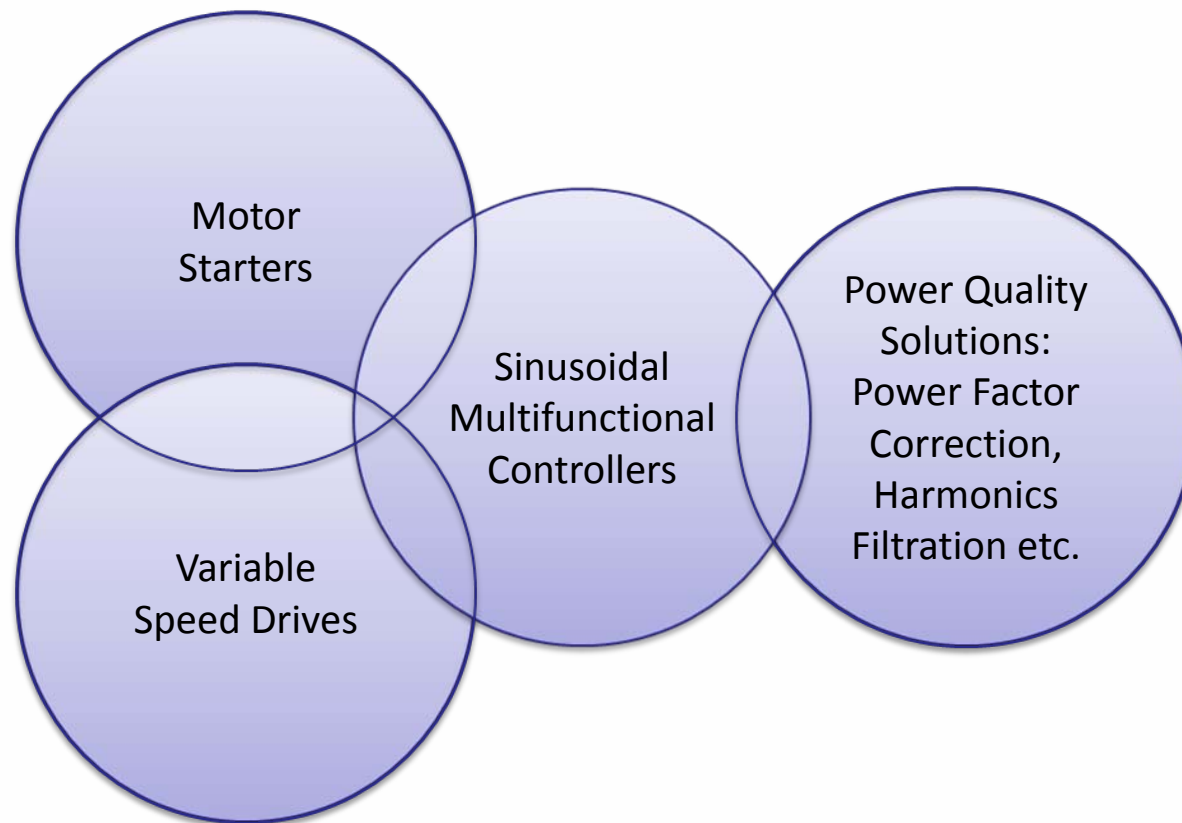 Motor
Starters
Sinusoidal
Multifunctional
Controllers
Power Quality
Solutions:
Power Factor
Correction,
Harmonics
Filtration etc.
Variable
Speed Drives